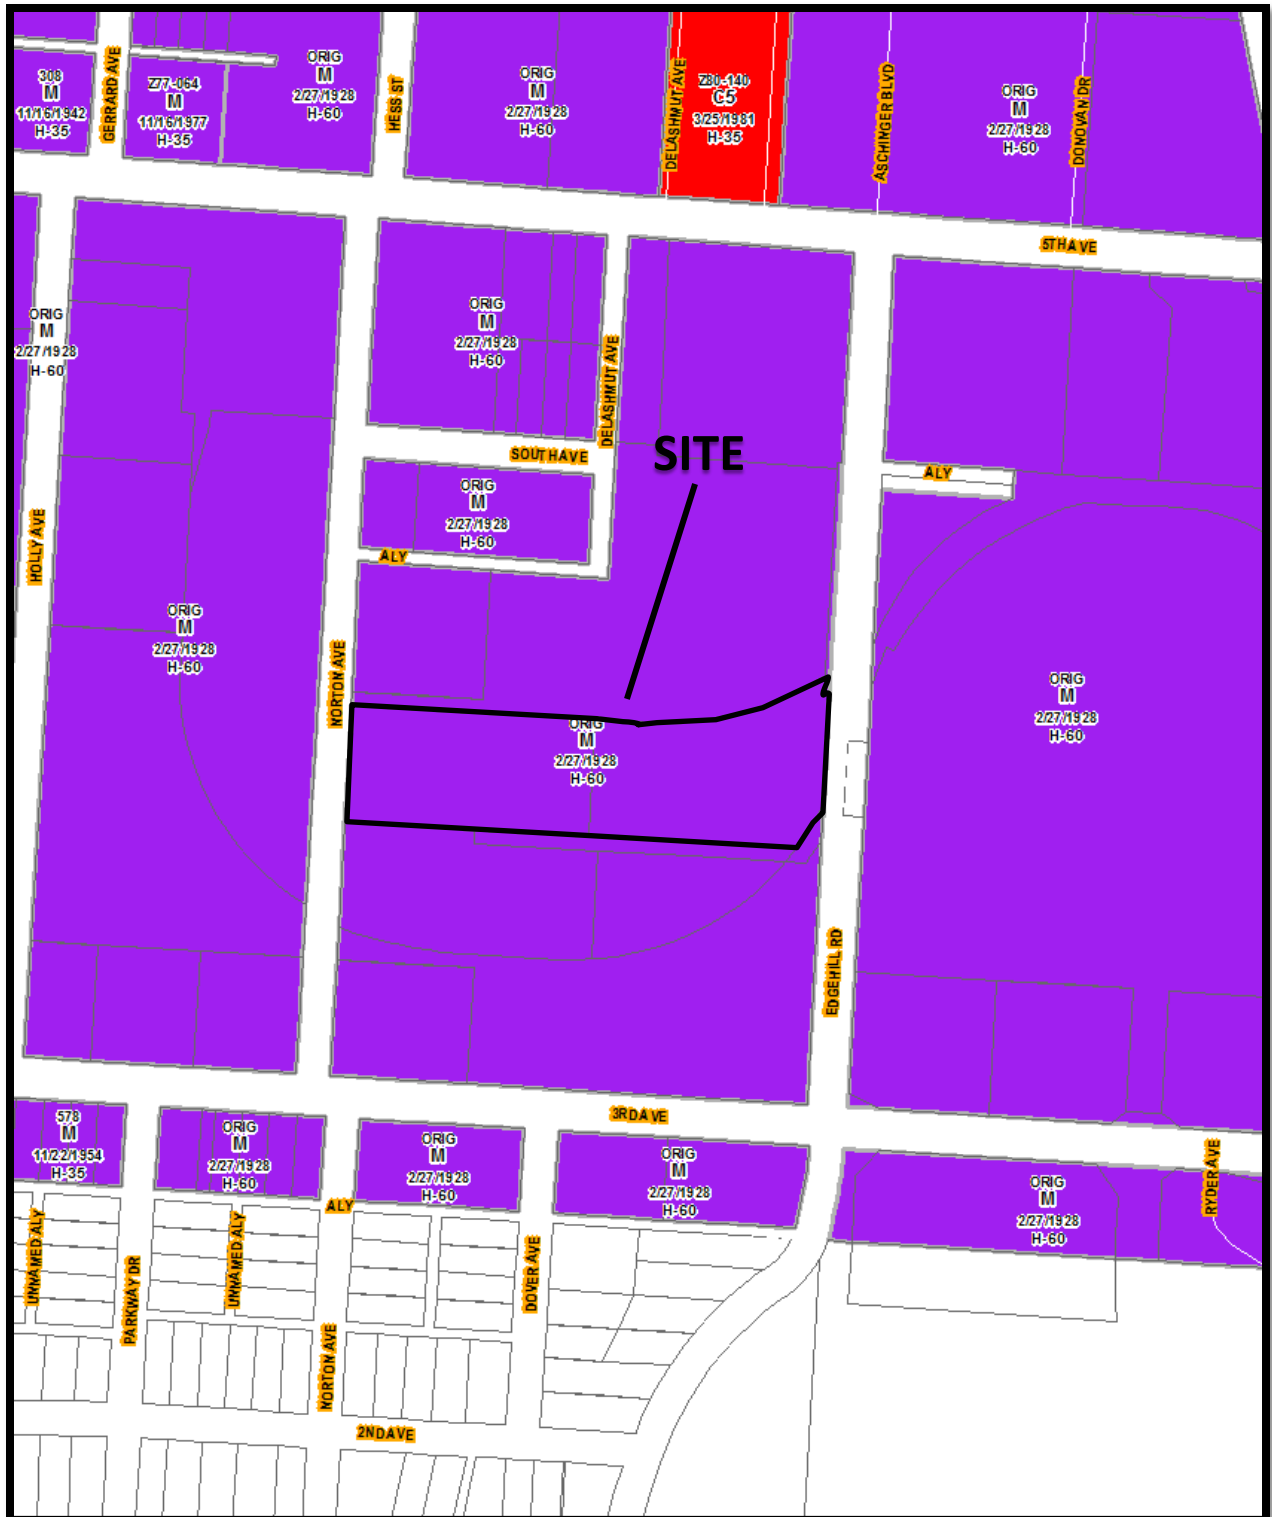 308
M
11/16/1942
H-35
GERRARD AVE
Z77-064
M
11/16/1977
H-35
ORIG
M
2/27/1928
H-60
HESS ST
ORIG
M
2/27/1928
H-60
DELASHMUT AVE
Z80-140
C5
3/25/1981
H-35
ASCHINGER BLVD
ORIG
M
2/27/1928
H-60
DONOVAN DR
5TH AVE
ORIG
M
2/27/1928
H-60
ORIG
M
2/27/1928
H-60
DELASHMUT AVE
SOUTH AVE
SITE
ALY
ORIG
M
2/27/1928
H-60
ALY
HOLLY AVE
ORIG
M
2/27/1928
H-60
NORTON AVE
ORIG
M
2/27/1928
H-60
ORIG
M
2/27/1928
H-60
EDGEHILL RD
3RD AVE
578
M
11/22/1954
H-35
ORIG
M
2/27/1928
H-60
ORIG
M
2/27/1928
H-60
ORIG
M
2/27/1928
H-60
ORIG
M
2/27/1928
H-60
RYDER AVE
ALY
UNNAMED ALY
PARKWAY DR
UNNAMED ALY
NORTON AVE
DOVER AVE
2ND AVE